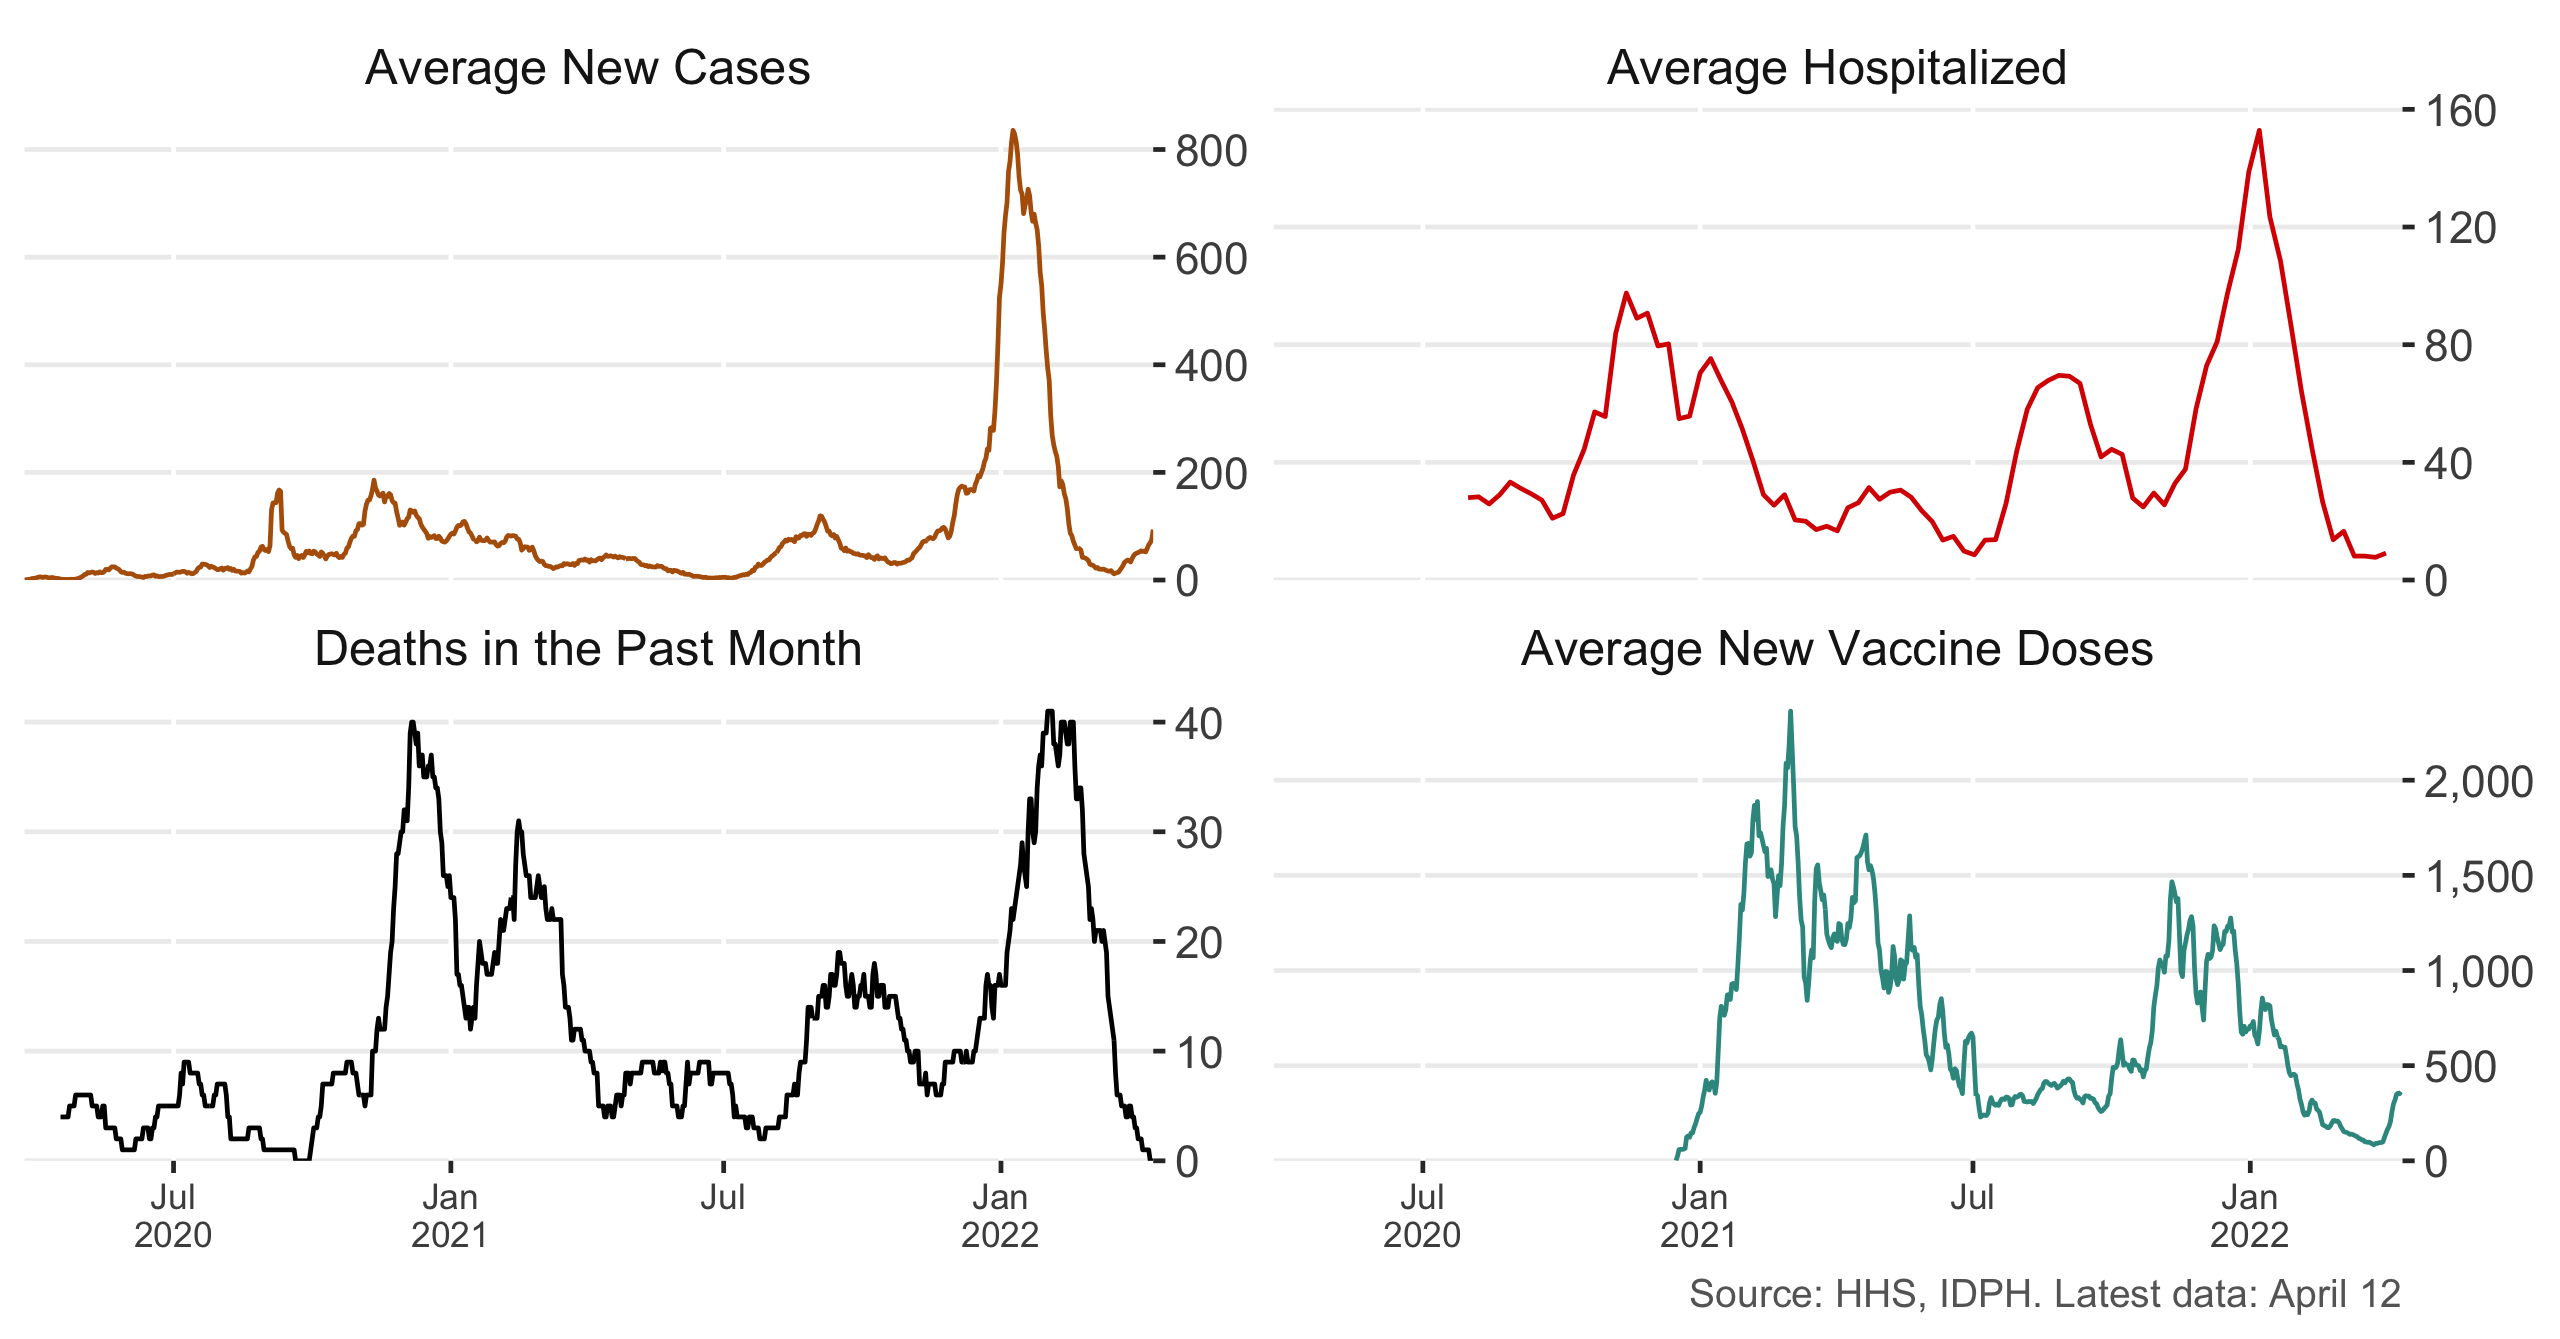 Average New Cases
800
600
400
200
0
Average Hospitalized
160
120
80
40
0
Deaths in the Past Month
40
30
20
10
0
Jul
2020
Jan
2021
Jul
Jan
2022
Average New Vaccine Doses
2,000
1,500
1,000
500
0
Jul
2020
Jan
2021
Jul
Jan
2022
Source: HHS, IDPH. Latest data: April 12